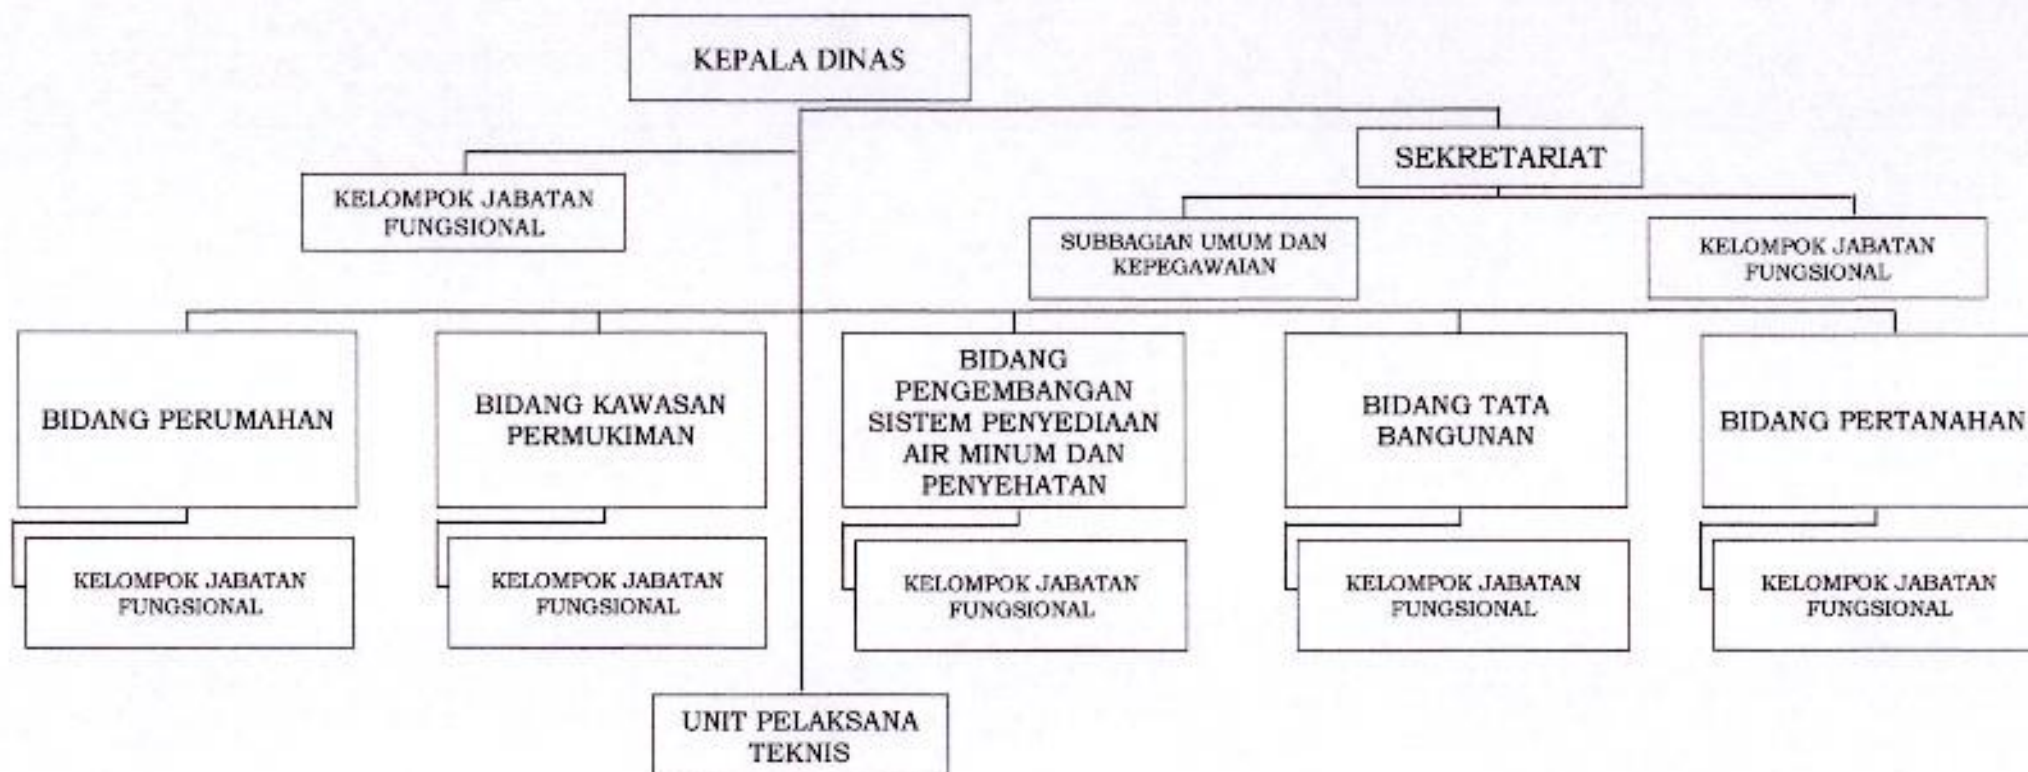 KEPALA DINAS
SEKRETARIAT
KELOMPOK JABATAN
FUNGSIONAL
SUBBAGIAN UMUM DAN
KEPEGAWAIAN
KELOMPOK JABATAN
FUNGSIONAL
BIDANG PERUMAHAN
BIDANG KAWASAN
PERMUKIMAN
BIDANG
PENGEMBANGAN
SISTEM PENYEDIAAN
AIR MINUM DAN
PENYEHATAN
BIDANG TATA
BANGUNAN
BIDANG PERTANAHAN
KELOMPOK JABATAN
FUNGSIONAL
KELOMPOK JABATAN
FUNGSIONAL
KELOMPOK JABATAN
FUNGSIONAL
KELOMPOK JABATAN
FUNGSIONAL
KELOMPOK JABATAN
FUNGSIONAL
UNIT PELAKSANA
TEKNIS